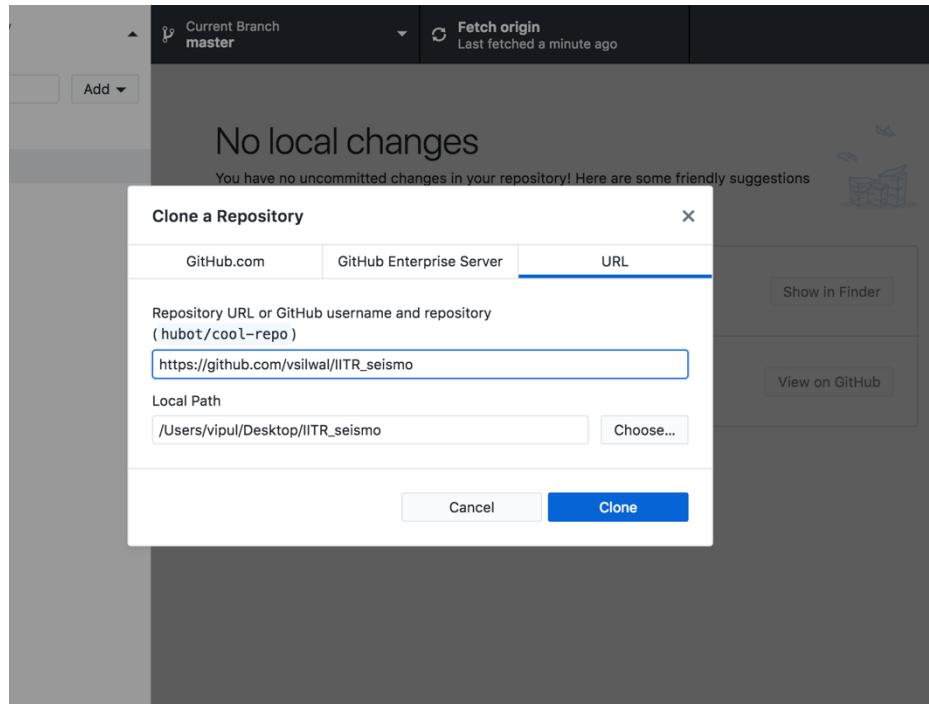 Current Branch
master
Fetch origin
Last fetched a minute ago
Add
No local changes
You have no uncommitted changes in your repository! Here are some friendly suggestions
Clone a Repository
GitHub.com
GitHub Enterprise Server
URL
Repository URL or GitHub username and repository
(hubot/cool-repo)
https://github.com/vsilwal/IITR_seismo
Local Path
/Users/vipul/Desktop/IITR_seismo
Choose...
Cancel
Clone
Show in Finder
View on GitHub